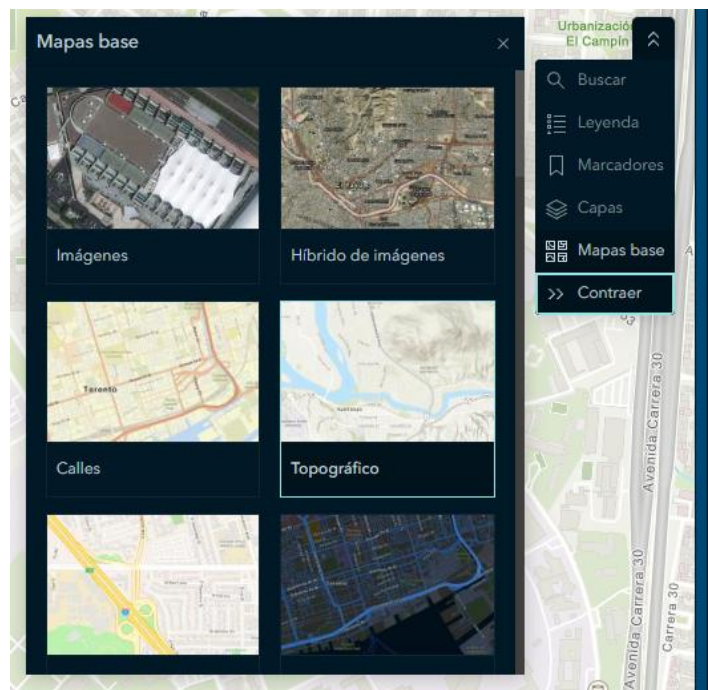 Mapas base
Urbanización
El Campín
Buscar
Leyenda
Marcadores
Capas
Mapas base
Contraer
Imágenes
Híbrido de imágenes
Toronto
Calles
Topográfico
Avenida Carrera 30
Avenida Carrera 30
Carrera 30